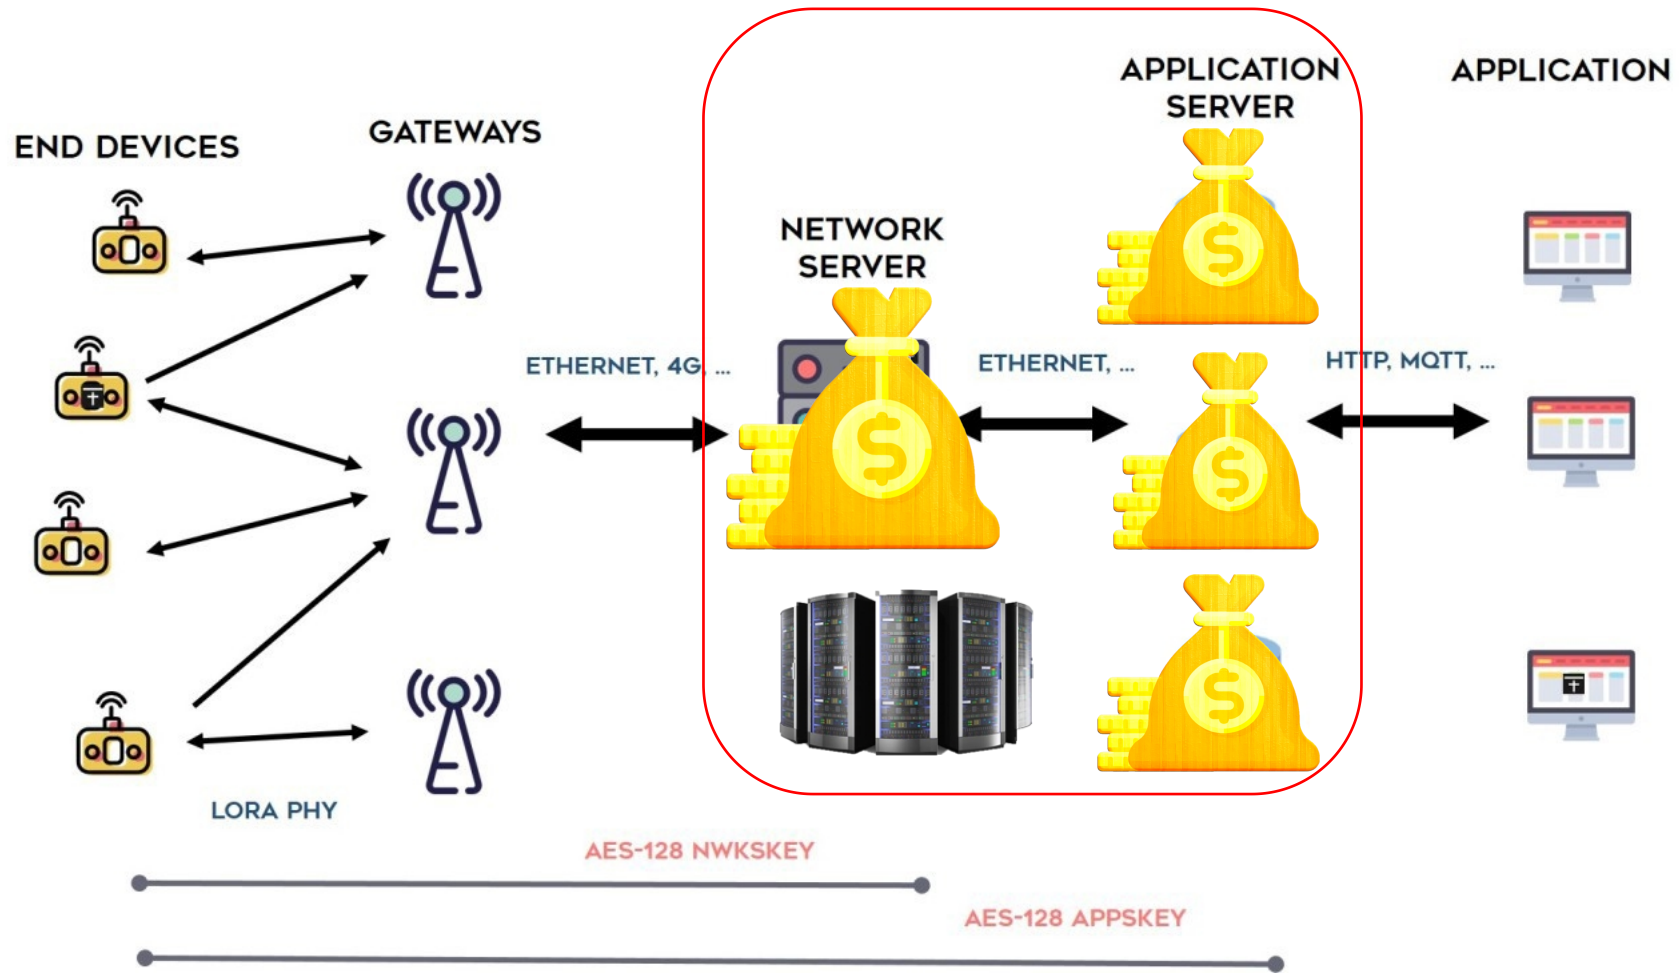 END DEVICES
GATEWAYS
NETWORK
SERVER
APPLICATION
SERVER
APPLICATION
ETHERNET, 4G, ...
ETHERNET, ...
HTTP, MQTT, ...
$
$
$
$
LORA PHY
AES-128 NWKSKEY
AES-128 APPSKEY